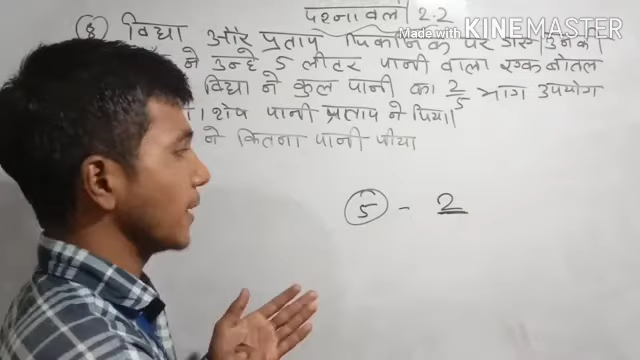 प्रश्नावली 2.2
Made with KINEMASTER
(8) विद्या और प्रताप पिकनिक पर गए। उनकी
ने उन्हे 5 लीटर पानी वाला एक बोतल
विद्या ने कुल पानी का 2/5 भाग उपयोग
। शेष पानी प्रताप ने पिया।
ने कितना पानी पीया
5 - 2